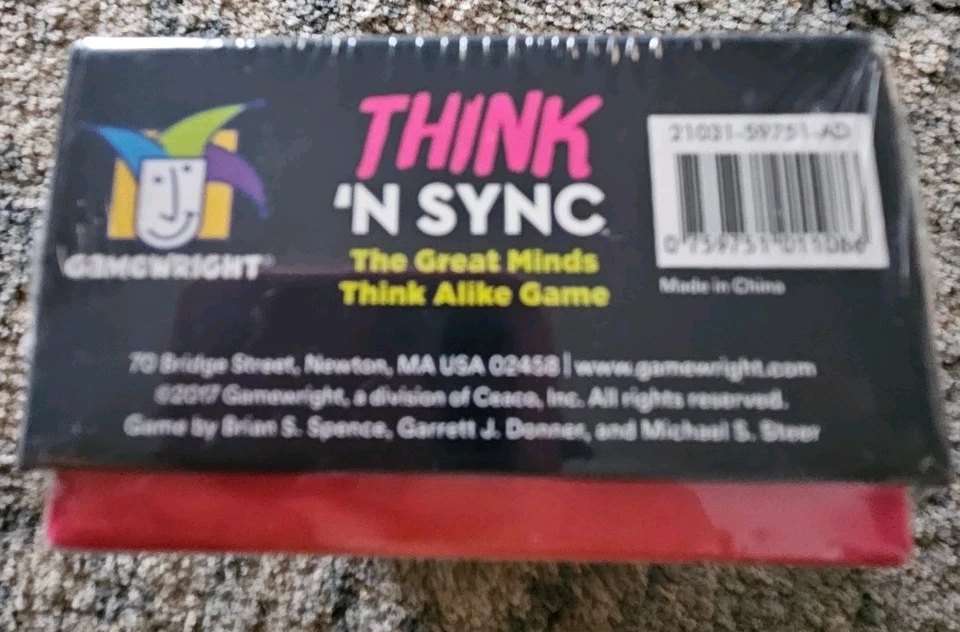 GAMEWRIGHT
THINK
'N SYNC
The Great Minds
Think Alike Game
21031-59751-AD
0 759751 011086
Made in China
70 Bridge Street, Newton, MA USA 02458 | www.gamewright.com
©2017 Gamewright, a division of Ceaco, Inc. All rights reserved.
Game by Brian S. Spence, Garrett J. Donner, and Michael S. Steer